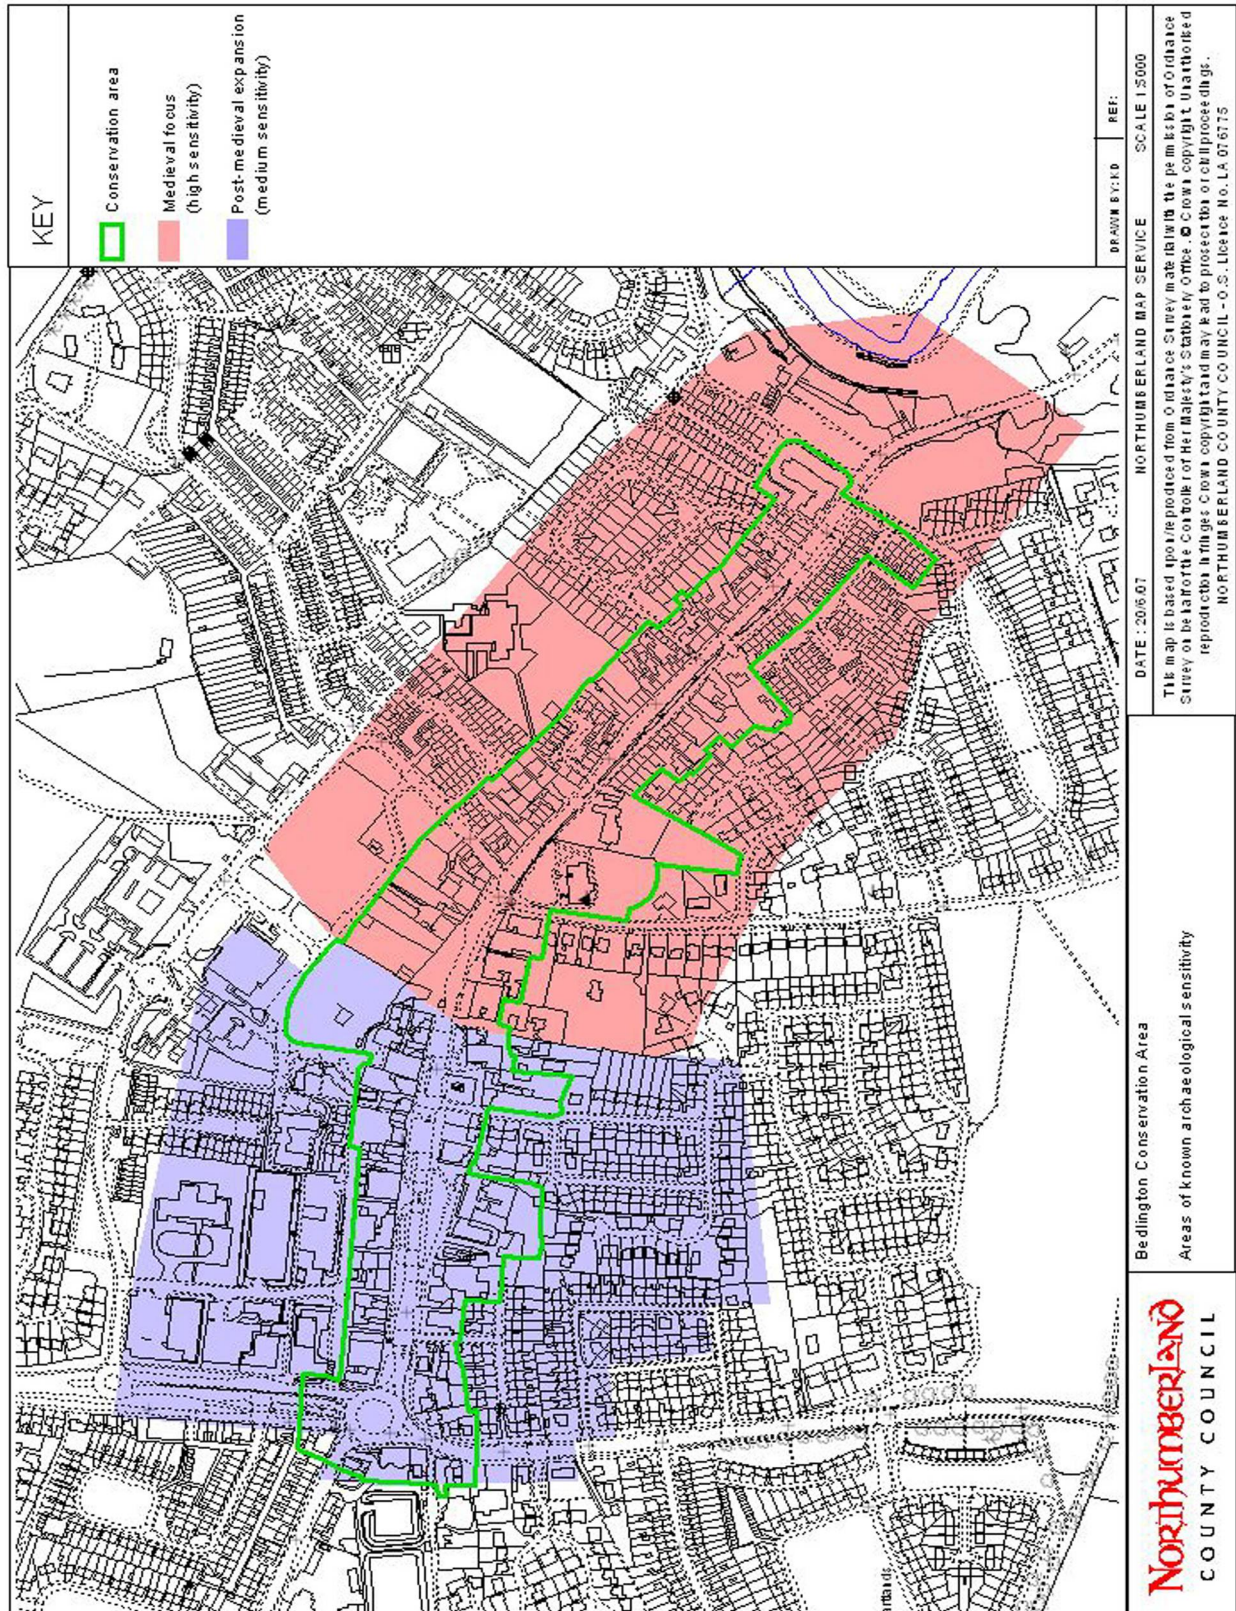 KEY
Conservation area
Medieval focus
(high sensitivity)
Post-medieval expansion
(medium sensitivity)
DRAWN BY: KD
REF:
DATE 20/6/07
NORTHUMBERLAND MAP SERVICE
SCALE 1:5000
This map is based upon/reproduced from Ordnance Survey material with the permission of Ordnance
Survey on behalf of the Controller of Her Majesty's Stationery Office. © Crown copyright. Unauthorised
reproduction infringes Crown copyright and may lead to prosecution or civil proceedings.
NORTHUMBERLAND COUNTY COUNCIL - O.S. Licence No. LA 076775
Bedlington Conservation Area
Areas of known archaeological sensitivity
NORThUMBERLAND
COUNTY COUNCIL